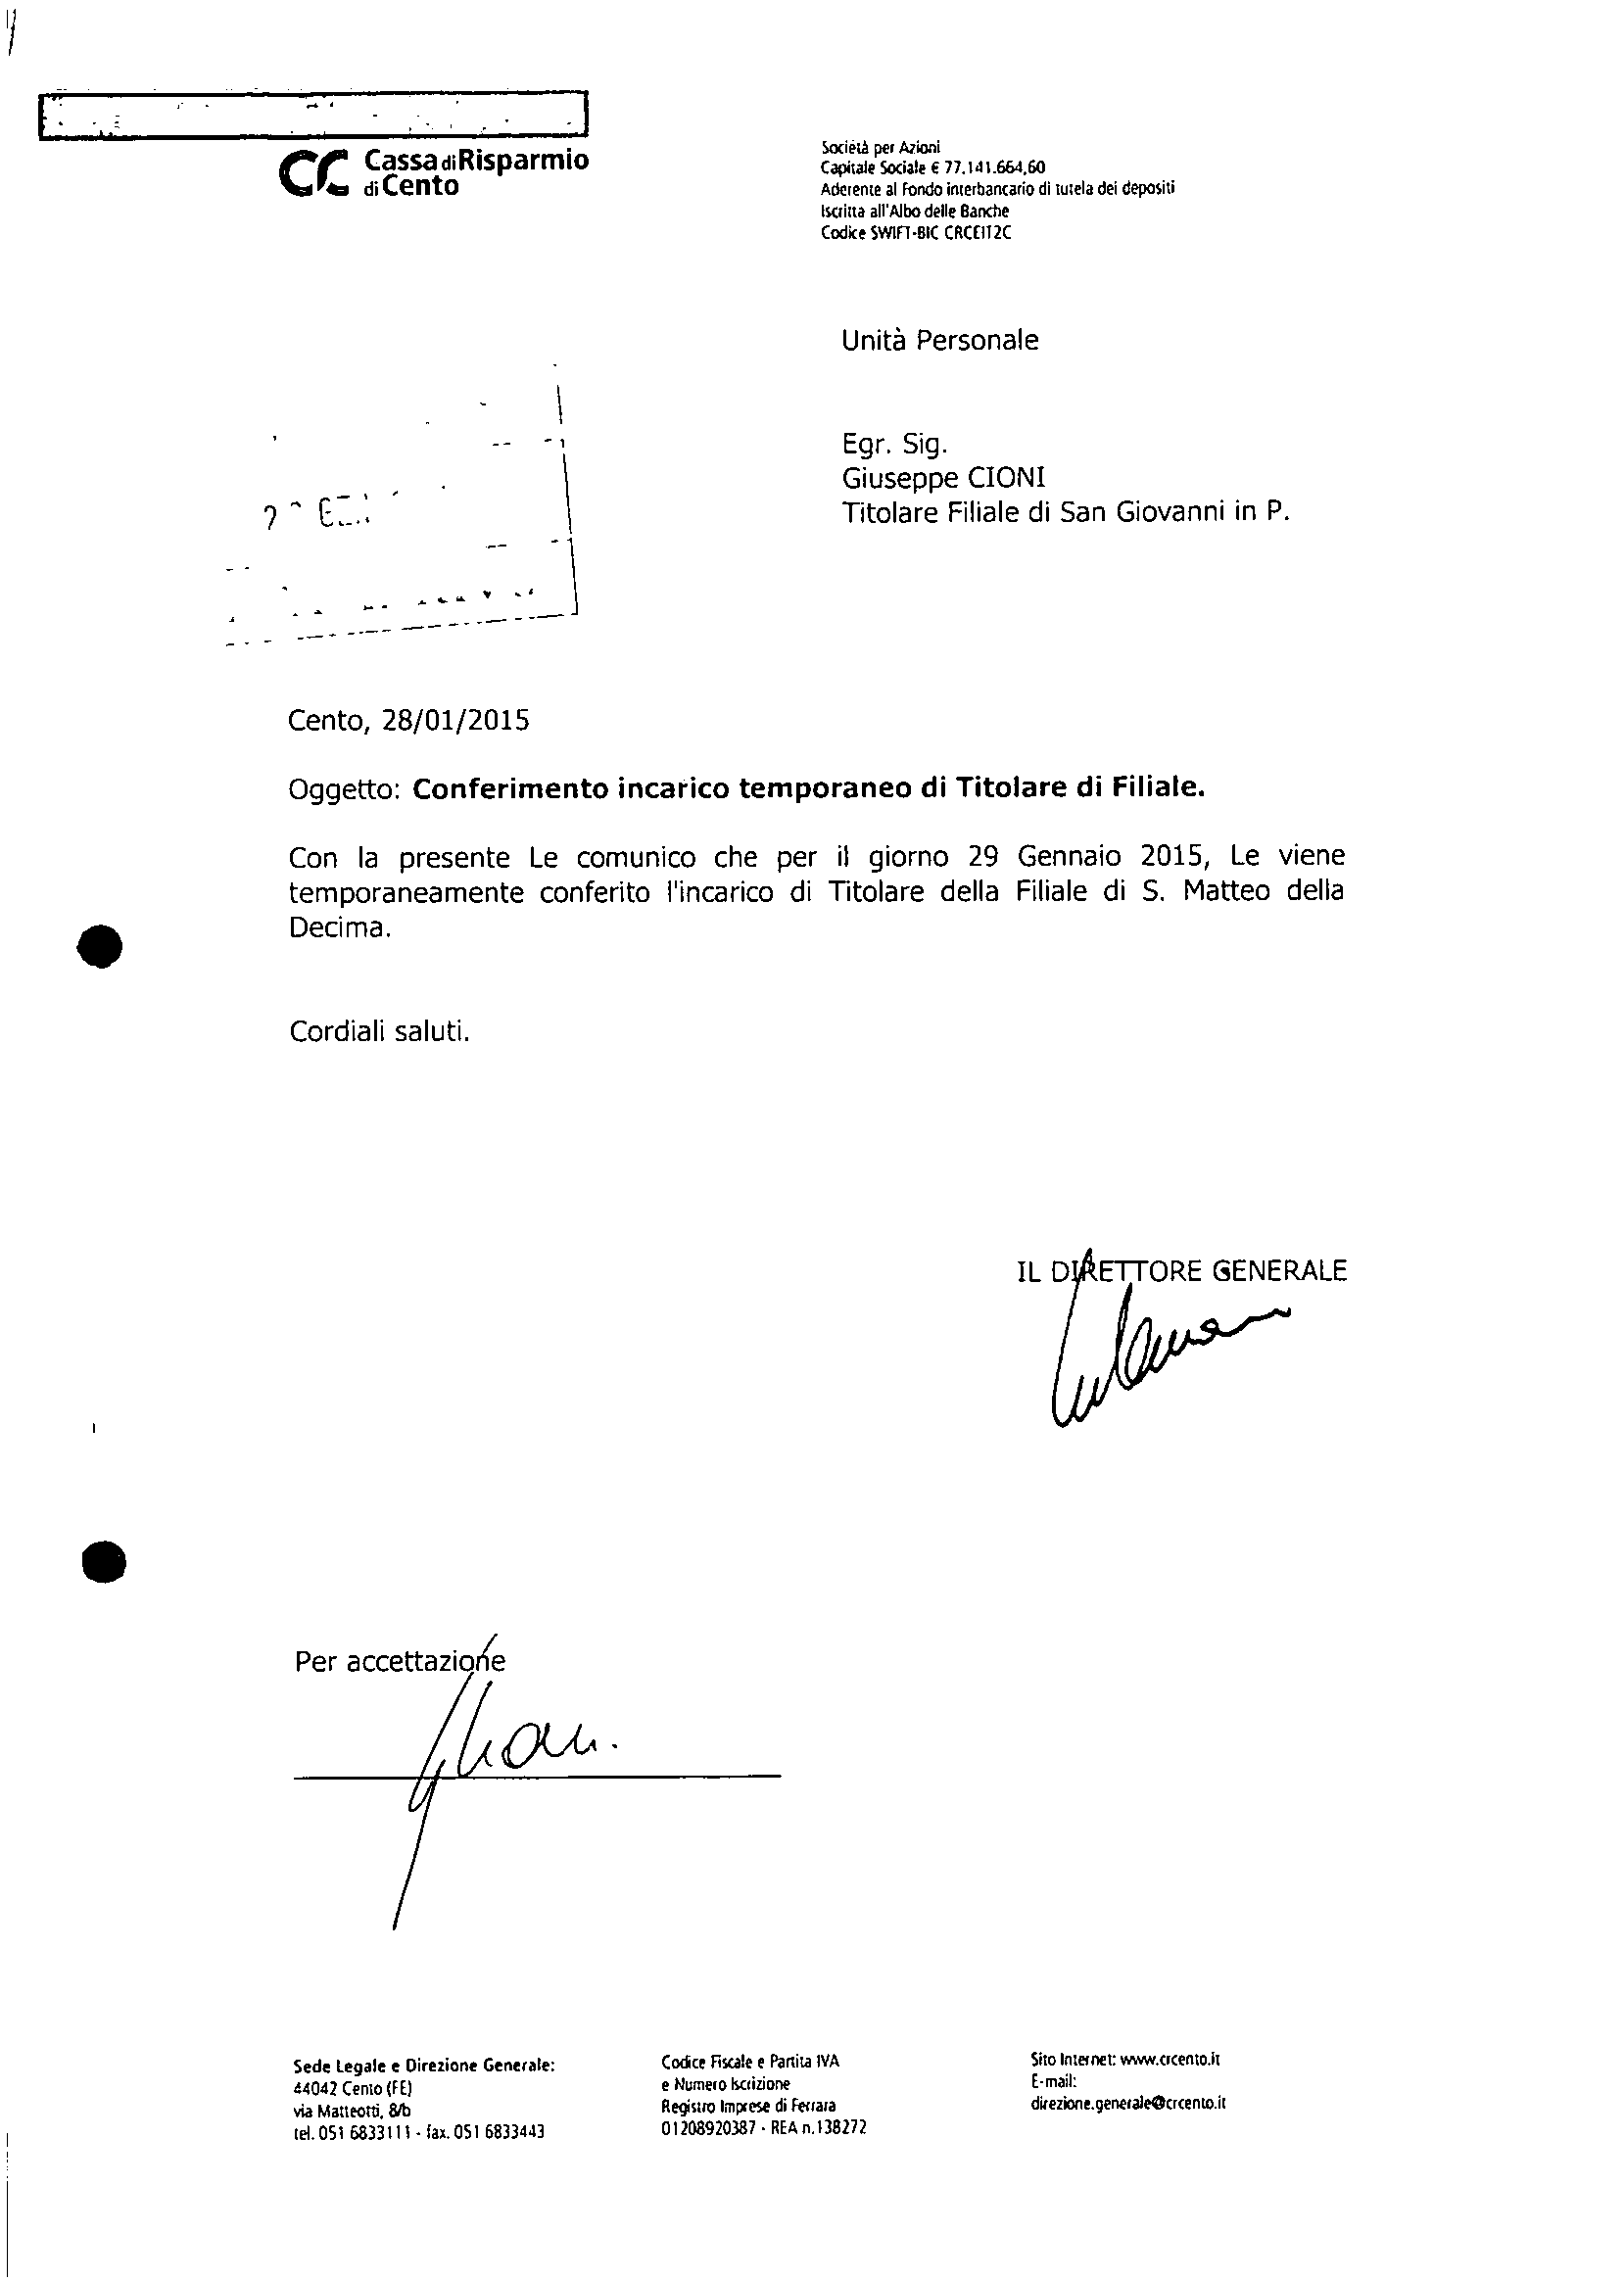 Cassa di Risparmio
di Cento
Società per Azioni
Capitale Sociale € 77.141.664,60
Aderente al Fondo interbancario di tutela dei depositi
Iscritta all'Albo delle Banche
Codice SWIFT-BIC CRCEIT2C
Unità Personale
Egr. Sig.
Giuseppe CIONI
Titolare Filiale di San Giovanni in P.
Cento, 28/01/2015
Oggetto: Conferimento incarico temporaneo di Titolare di Filiale.
Con la presente Le comunico che per il giorno 29 Gennaio 2015, Le viene
temporaneamente conferito l'incarico di Titolare della Filiale di S. Matteo della
Decima.
Cordiali saluti.
IL DIRETTORE GENERALE
Per accettazione
Sede Legale e Direzione Generale:
44042 Cento (FE)
via Matteotti, 8/b
tel. 051 6833111 - fax. 051 6833443
Codice Fiscale e Partita IVA
e Numero Iscrizione
Registro Imprese di Ferrara
01208920387 - REA n.138272
Sito Internet: www.crcento.it
E-mail:
direzione.generale@crcento.it